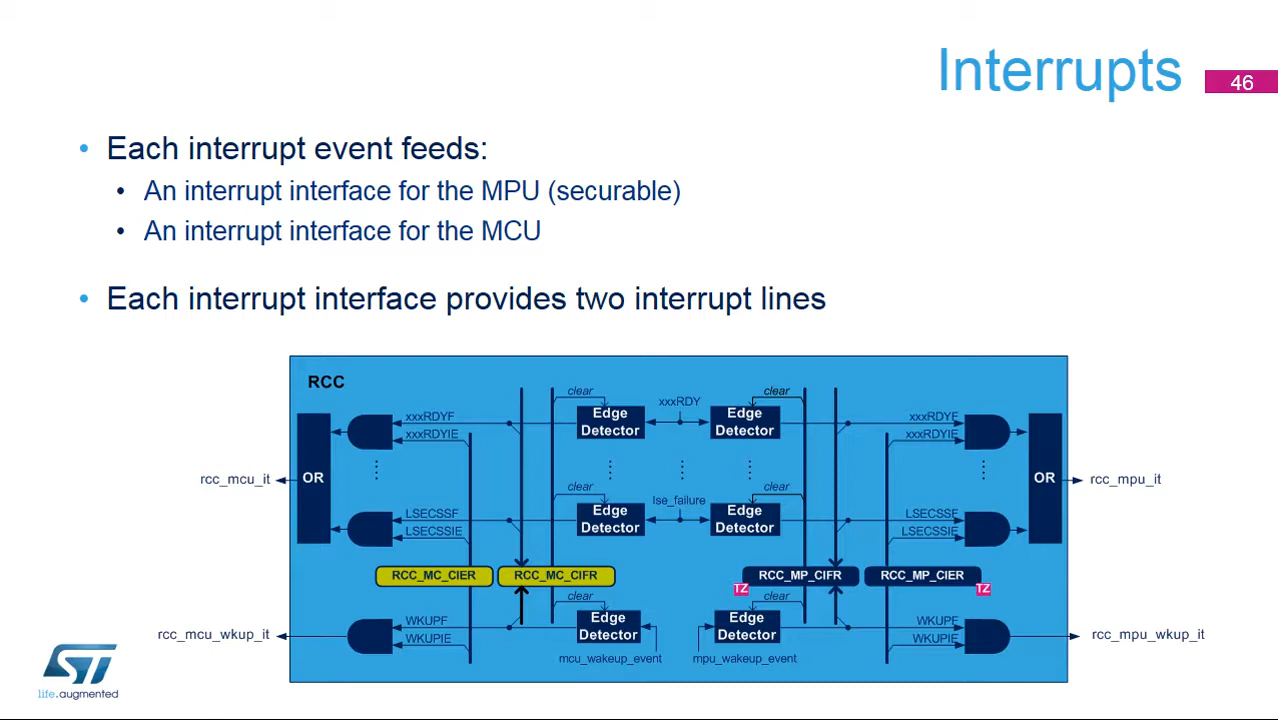 Interrupts
46
• Each interrupt event feeds:
• An interrupt interface for the MPU (securable)
• An interrupt interface for the MCU
• Each interrupt interface provides two interrupt lines
RCC
clear
xxxRDY
clear
xxxRDYF
Edge Detector
Edge Detector
xxxRDYF
xxxRDYIE
xxxRDYIE
rcc_mcu_it
OR
OR
rcc_mpu_it
clear
lse_failure
clear
LSECSSF
Edge Detector
Edge Detector
LSECSSF
LSECSSIE
LSECSSIE
RCC_MC_CIER
RCC_MC_CIFR
RCC_MP_CIFR
RCC_MP_CIER
TZ
TZ
clear
clear
WKUPF
Edge Detector
Edge Detector
WKUPF
rcc_mcu_wkup_it
WKUPIE
WKUPIE
rcc_mpu_wkup_it
mcu_wakeup_event
mpu_wakeup_event
ST
life.augmented